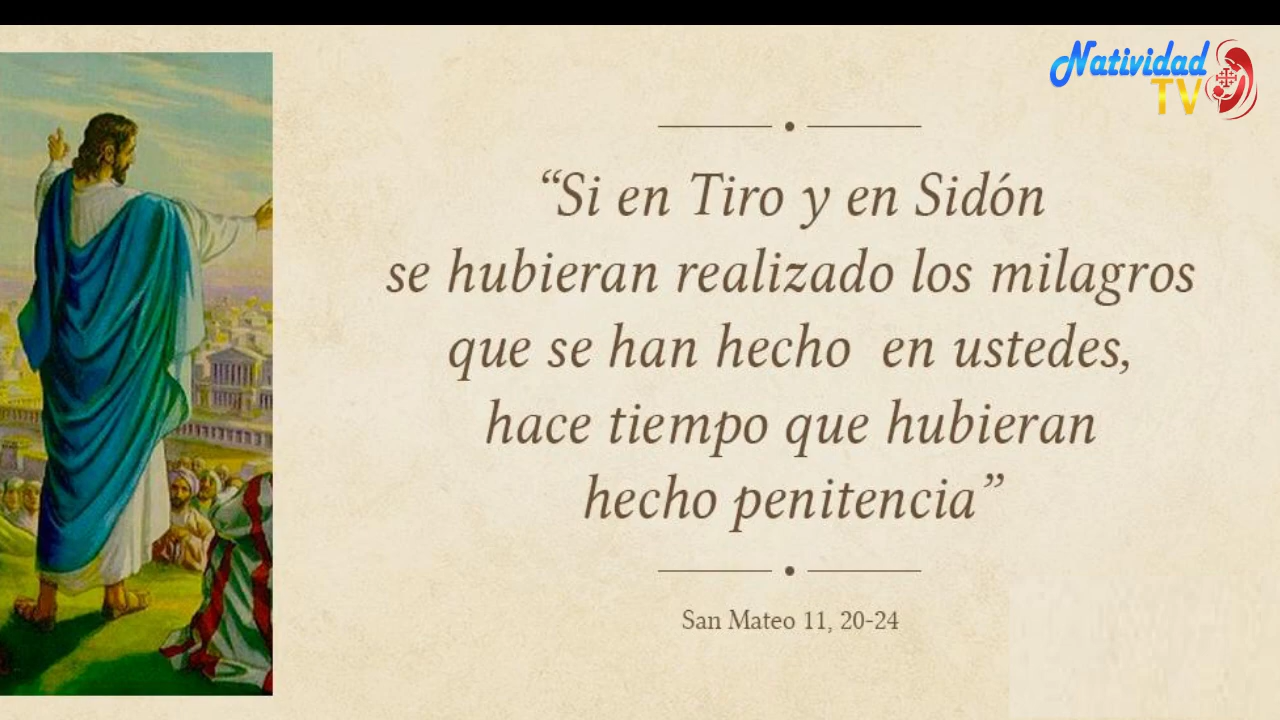 Natividad
TV
“Si en Tiro y en Sidón
se hubieran realizado los milagros
que se han hecho en ustedes,
hace tiempo que hubieran
hecho penitencia”
San Mateo 11, 20-24